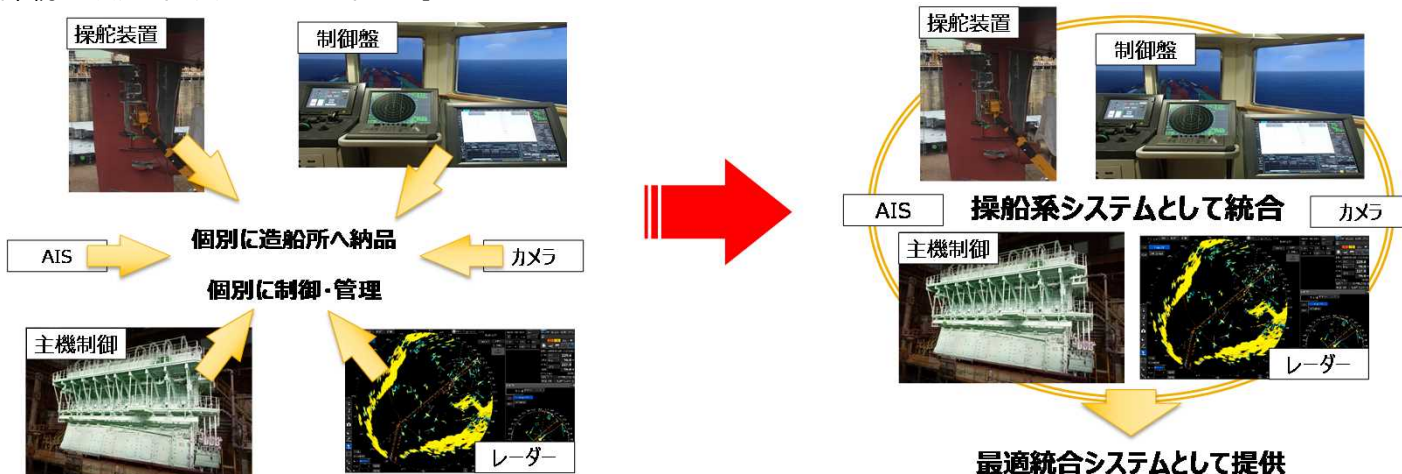 操舵装置
制御盤
個別に造船所へ納品
AIS
カメラ
個別に制御・管理
主機制御
レーダー
操舵装置
制御盤
AIS
操船系システムとして統合
カメラ
主機制御
レーダー
最適統合システムとして提供